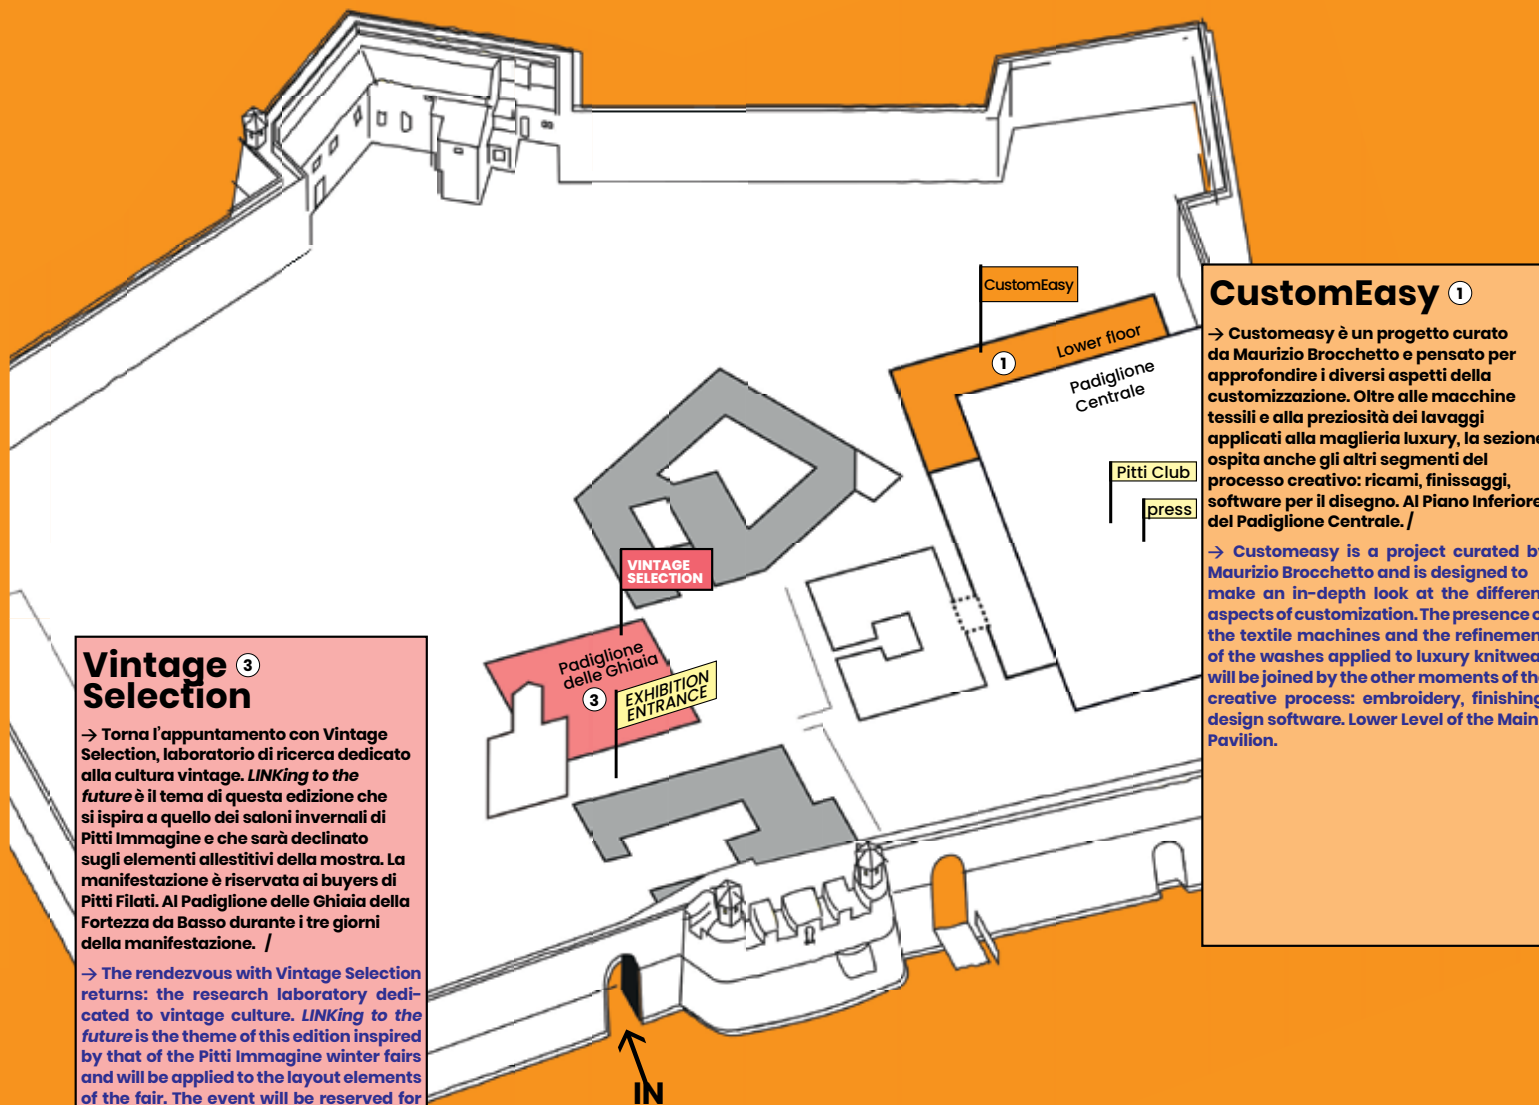 CustomEasy
Lower floor
1
Padiglione
Centrale
Pitti Club
press
VINTAGE
SELECTION
Padiglione
delle Ghiaia
3
EXHIBITION
ENTRANCE
IN
CustomEasy 1
→ Customeasy è un progetto curato
da Maurizio Brocchetto e pensato per
approfondire i diversi aspetti della
customizzazione. Oltre alle macchine
tessili e alla preziosità dei lavaggi
applicati alla maglieria luxury, la sezione
ospita anche gli altri segmenti del
processo creativo: ricami, finissaggi,
software per il disegno. Al Piano Inferiore
del Padiglione Centrale. /
→ Customeasy is a project curated by
Maurizio Brocchetto and is designed to
make an in-depth look at the different
aspects of customization. The presence of
the textile machines and the refinement
of the washes applied to luxury knitwear
will be joined by the other moments of the
creative process: embroidery, finishing,
design software. Lower Level of the Main
Pavilion.
Vintage 3
Selection
→ Torna l'appuntamento con Vintage
Selection, laboratorio di ricerca dedicato
alla cultura vintage. LINKing to the
future è il tema di questa edizione che
si ispira a quello dei saloni invernali di
Pitti Immagine e che sarà declinato
sugli elementi allestitivi della mostra. La
manifestazione è riservata ai buyers di
Pitti Filati. Al Padiglione delle Ghiaia della
Fortezza da Basso durante i tre giorni
della manifestazione. /
→ The rendezvous with Vintage Selection
returns: the research laboratory dedi-
cated to vintage culture. LINKing to the
future is the theme of this edition inspired
by that of the Pitti Immagine winter fairs
and will be applied to the layout elements
of the fair. The event will be reserved for